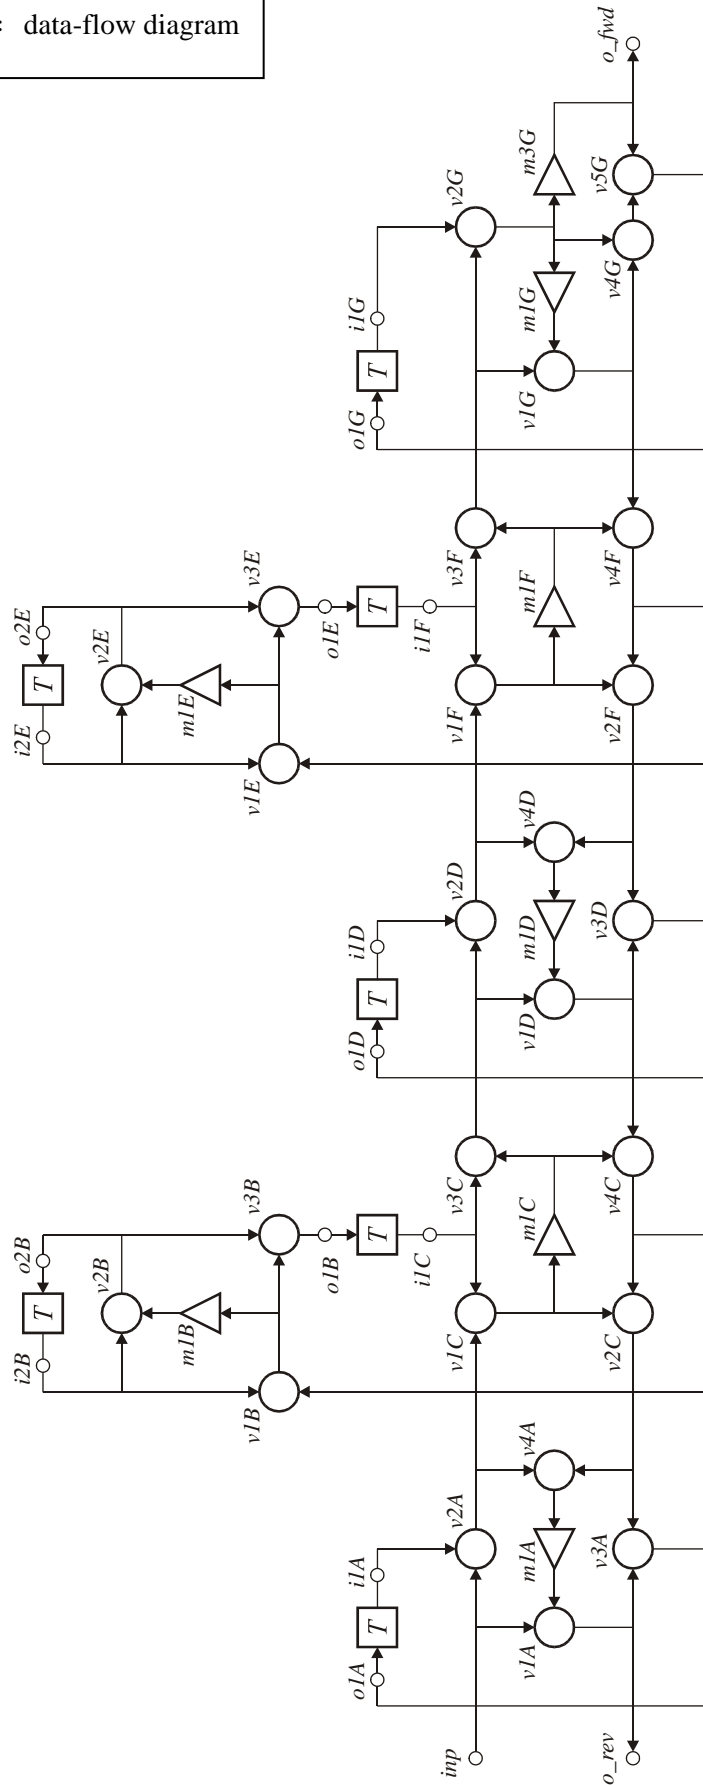 : data-flow diagram
o_fwd
m3G
v5G
v2G
v4G
i1G
m1G
T
v1G
o1G
v3E
v3F
m1F
v4F
o2E
v2E
o1E
T
i1F
T
m1E
v1F
v2F
i2E
v1E
v4D
v2D
i1D
m1D
v3D
T
v1D
o1D
v3B
v3C
m1C
v4C
o2B
v2B
o1B
T
i1C
T
m1B
v1C
v2C
i2B
v1B
v4A
v2A
i1A
m1A
v3A
T
v1A
o1A
inp
o_rev